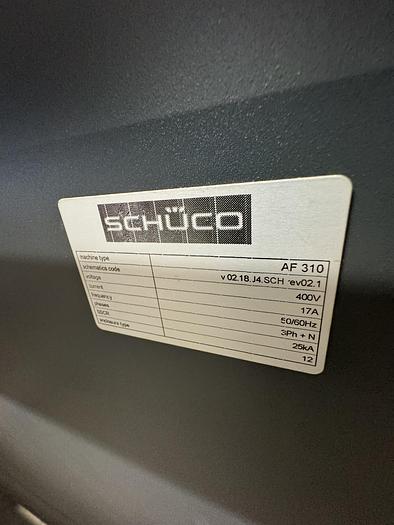 SCHÜCO
machine type AF 310
schematics code v 02.18.J4.SCH rev02.1
voltage 400V
current 17A
frequency 50/60Hz
phases 3Ph + N
SSCR 25kA
enclosure type 12